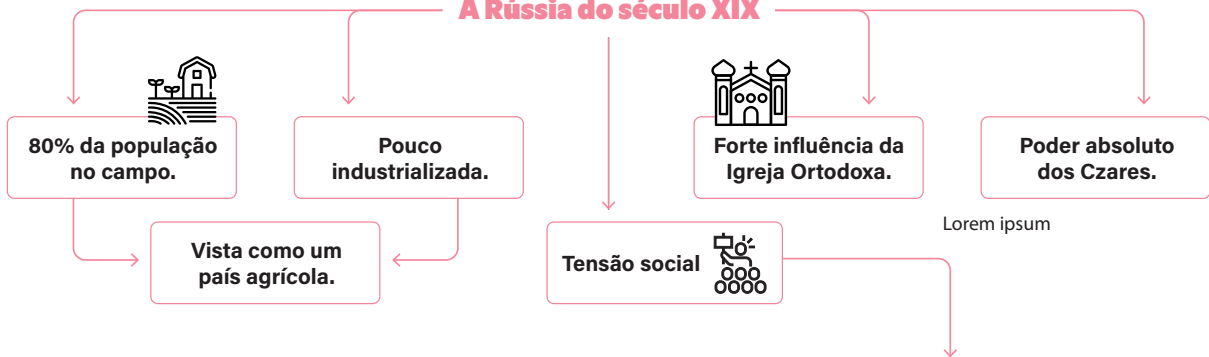 A Rússia do século XIX
80% da população
no campo.
Pouco
industrializada.
Forte influência da
Igreja Ortodoxa.
Poder absoluto
dos Czares.
Lorem ipsum
Vista como um
país agrícola.
Tensão social